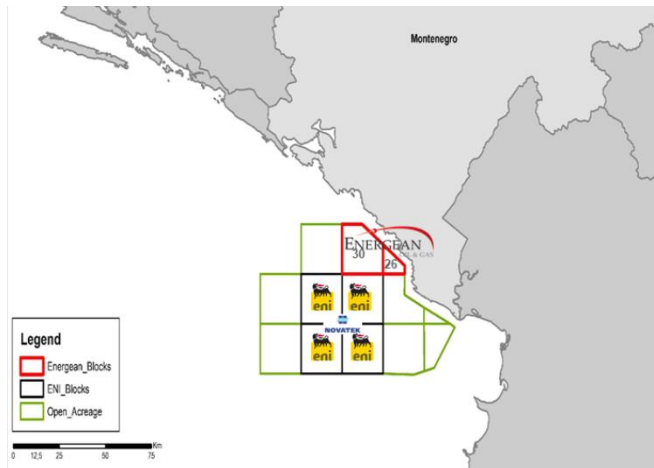 Montenegro
ENERGEAN
OIL & GAS
30
26
eni
eni
NOVATEK
eni
eni
Legend
Energean_Blocks
ENI_Blocks
Open_Acreage
Km
0 12,5 25 50 75